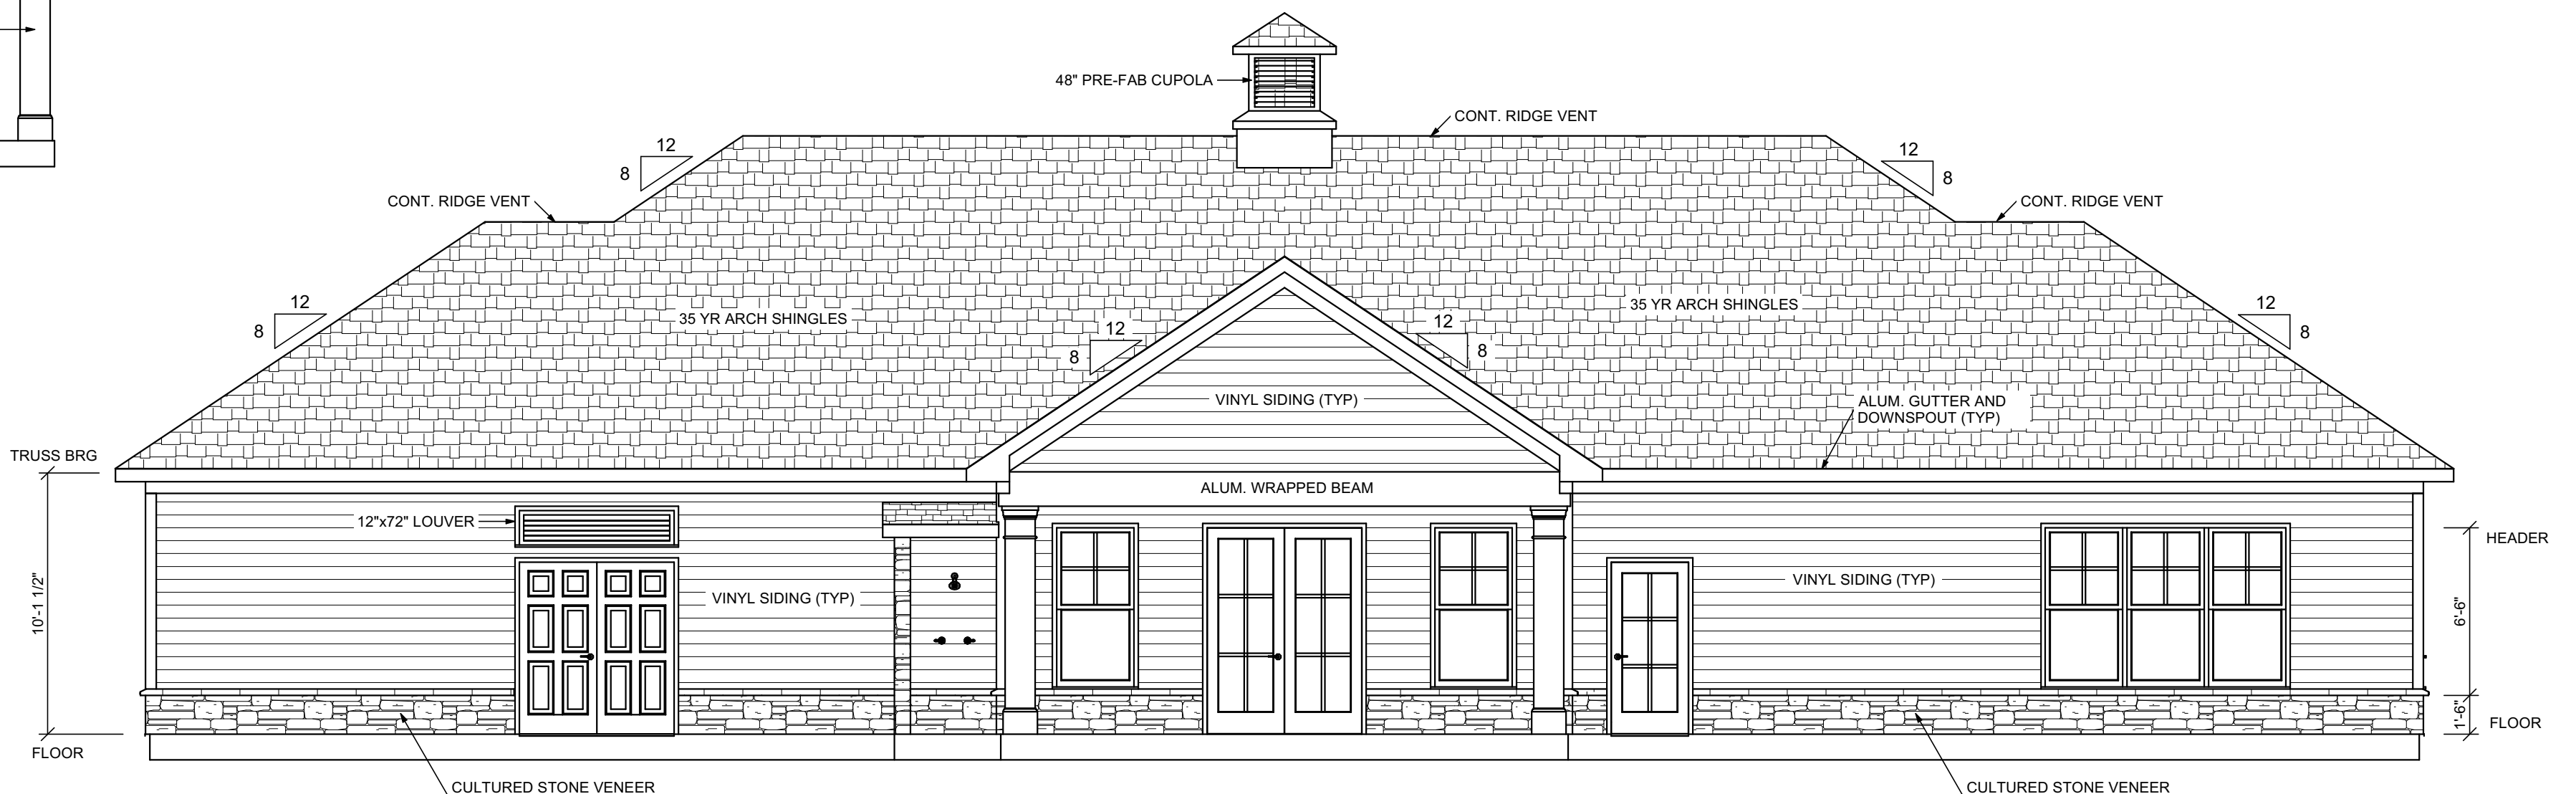 48" PRE-FAB CUPOLA
CONT. RIDGE VENT
12
8
12
8
CONT. RIDGE VENT
CONT. RIDGE VENT
12
8
12
8
35 YR ARCH SHINGLES
35 YR ARCH SHINGLES
12
8
12
8
VINYL SIDING (TYP)
ALUM. GUTTER AND
DOWNSPOUT (TYP)
TRUSS BRG
ALUM. WRAPPED BEAM
12"x72" LOUVER
HEADER
10'-1 1/2"
VINYL SIDING (TYP)
VINYL SIDING (TYP)
6'-6"
1'-6"
FLOOR
FLOOR
CULTURED STONE VENEER
CULTURED STONE VENEER